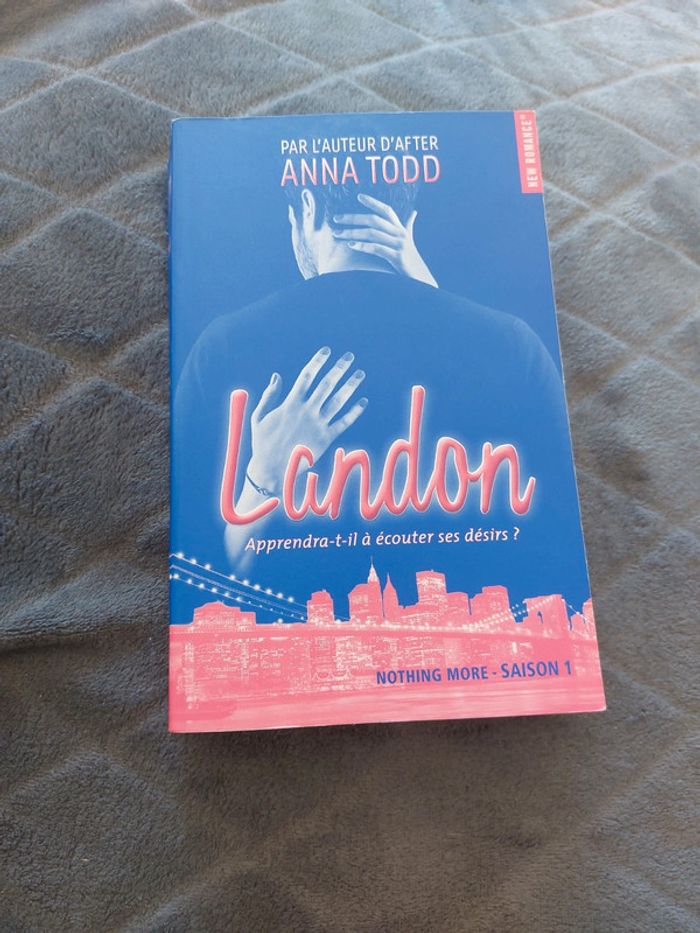 PAR L'AUTEUR D'AFTER
ANNA TODD
NEW ROMANCE®
Landon
Apprendra-t-il à écouter ses désirs ?
NOTHING MORE - SAISON 1